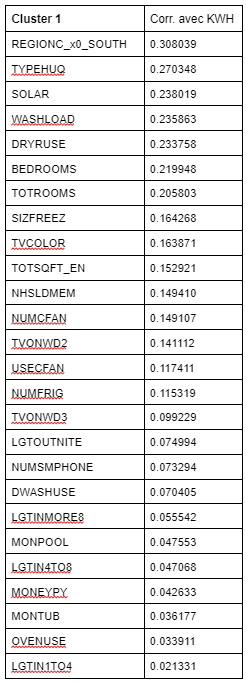 Cluster 1 Corr. avec KWH
REGIONC_x0_SOUTH 0.308039
TYPEHUQ 0.270348
SOLAR 0.238019
WASHLOAD 0.235863
DRYRUSE 0.233758
BEDROOMS 0.219948
TOTROOMS 0.205803
SIZFREEZ 0.164268
TVCOLOR 0.163871
TOTSQFT_EN 0.152921
NHSLDMEM 0.149410
NUMCFAN 0.149107
TVONWD2 0.141112
USECFAN 0.117411
NUMFRIG 0.115319
TVONWD3 0.099229
LGTOUTNITE 0.074994
NUMSMPHONE 0.073294
DWASHUSE 0.070405
LGTINMORE8 0.055542
MONPOOL 0.047553
LGTIN4TO8 0.047068
MONEYPY 0.042633
MONTUB 0.036177
OVENUSE 0.033911
LGTIN1TO4 0.021331